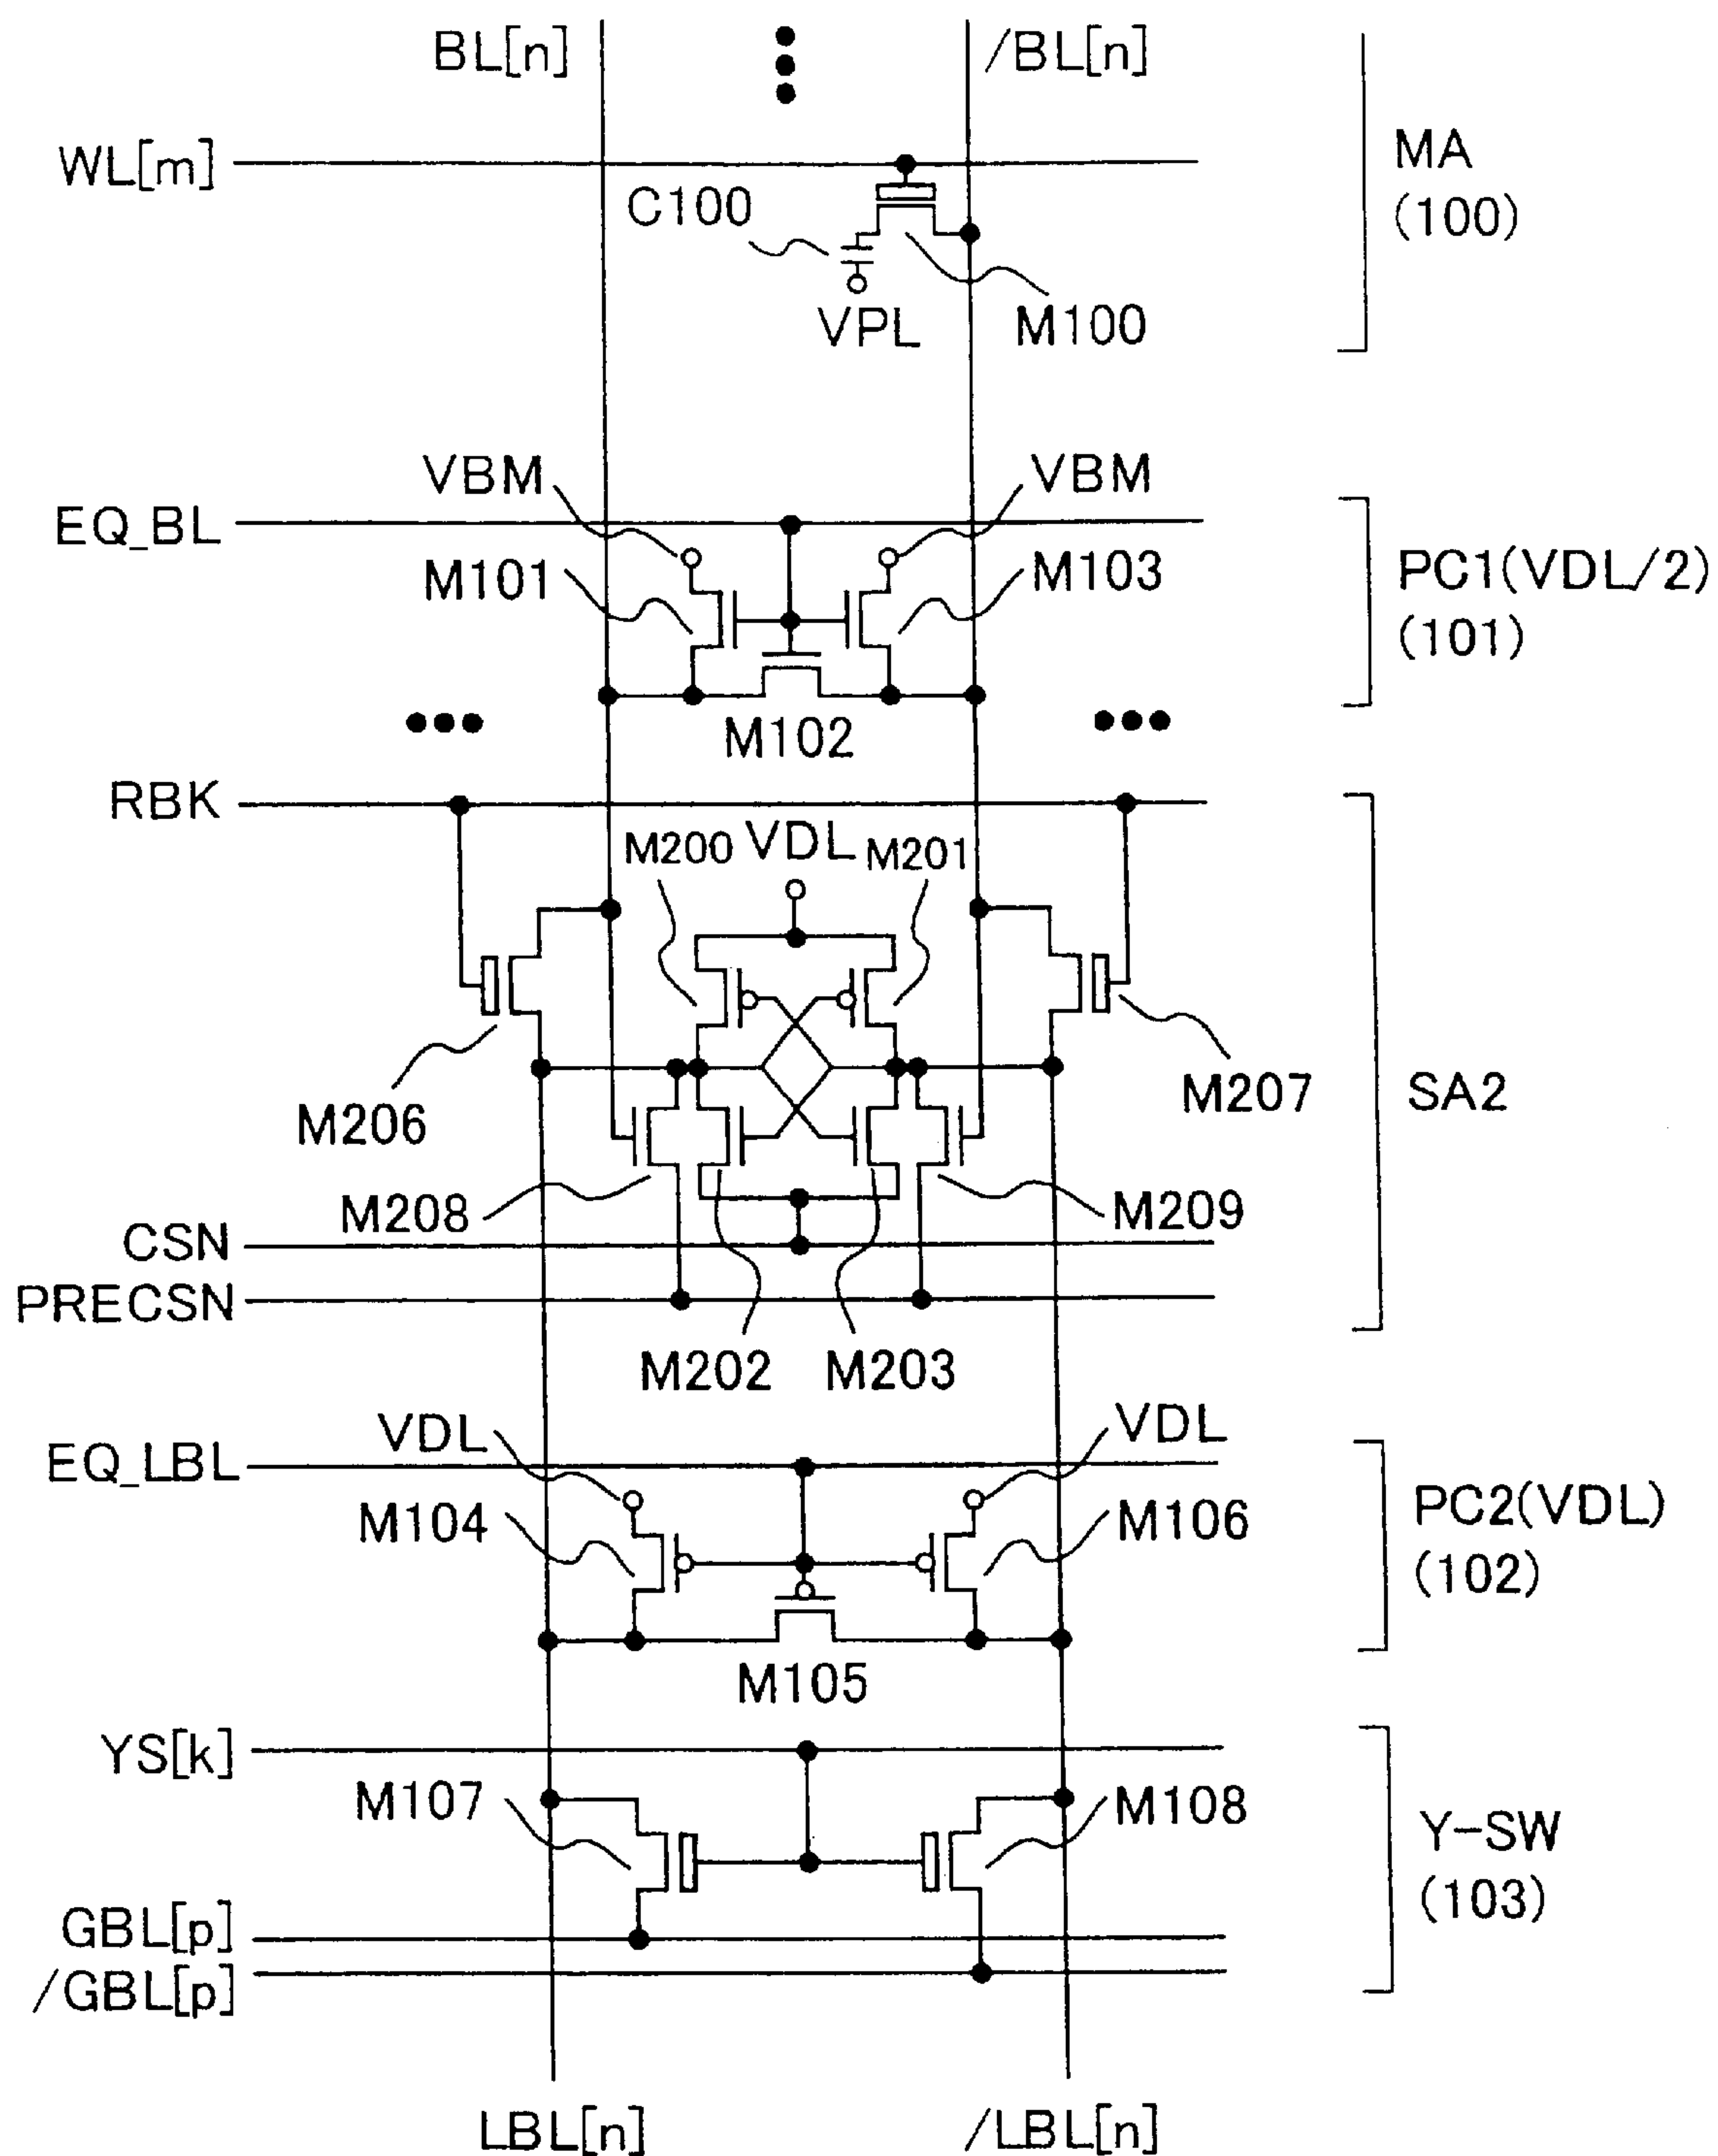 BL[n]
/BL[n]
WL[m]
C100
VPL
M100
MA
(100)
VBM
VBM
EQ_BL
M101
M103
M102
PC1(VDL/2)
(101)
RBK
M200
VDL
M201
M206
M207
SA2
M208
M209
CSN
PRECSN
M202
M203
VDL
VDL
EQ_LBL
M104
M106
M105
PC2(VDL)
(102)
YS[k]
M107
M108
Y-SW
(103)
GBL[p]
/GBL[p]
LBL[n]
/LBL[n]